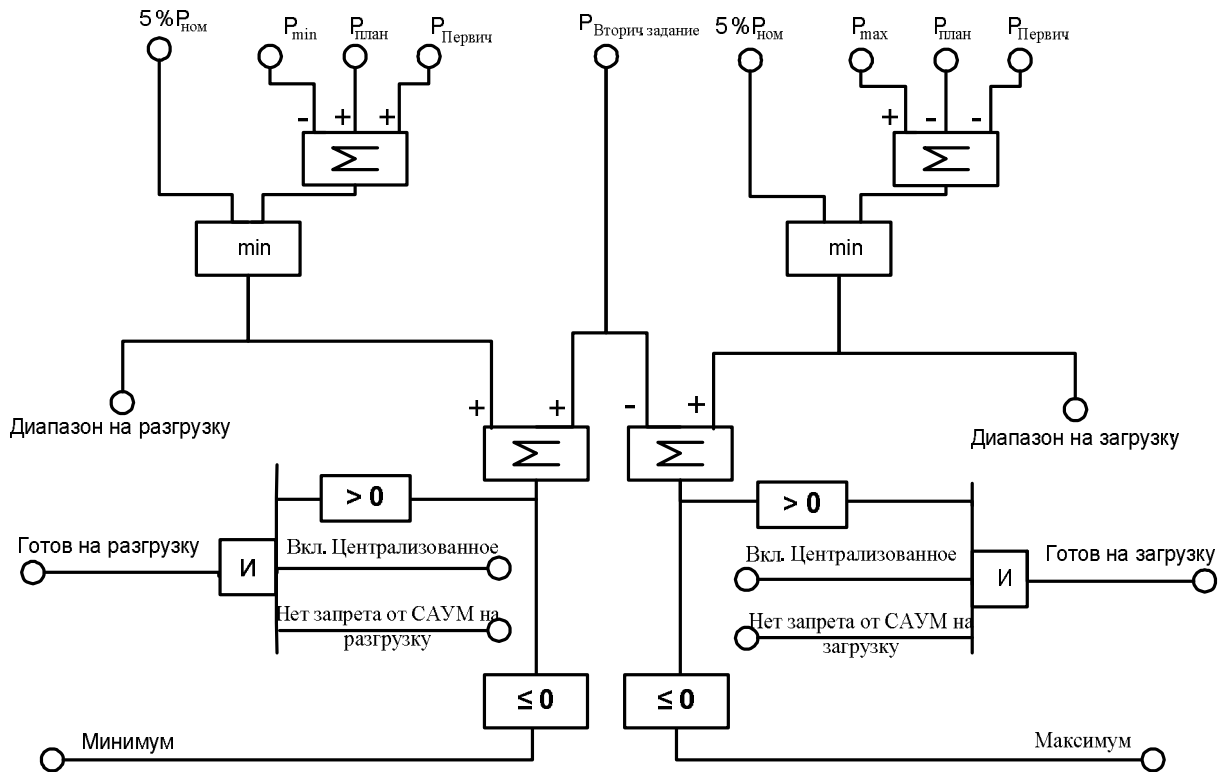 5%Pном
Pmin
Pплан
PПервич
PВторич. задание
5%Pном
Pmax
Pплан
PПервич
- + +
+ - -
Σ
Σ
min
min
+ + - +
Диапазон на разгрузку
Диапазон на загрузку
Σ
Σ
> 0
> 0
Готов на разгрузку
И
Вкл. Централизованное
Вкл. Централизованное
И
Готов на загрузку
Нет запрета от САУМ на
разгрузку
Нет запрета от САУМ на
загрузку
≤ 0
≤ 0
Минимум
Максимум